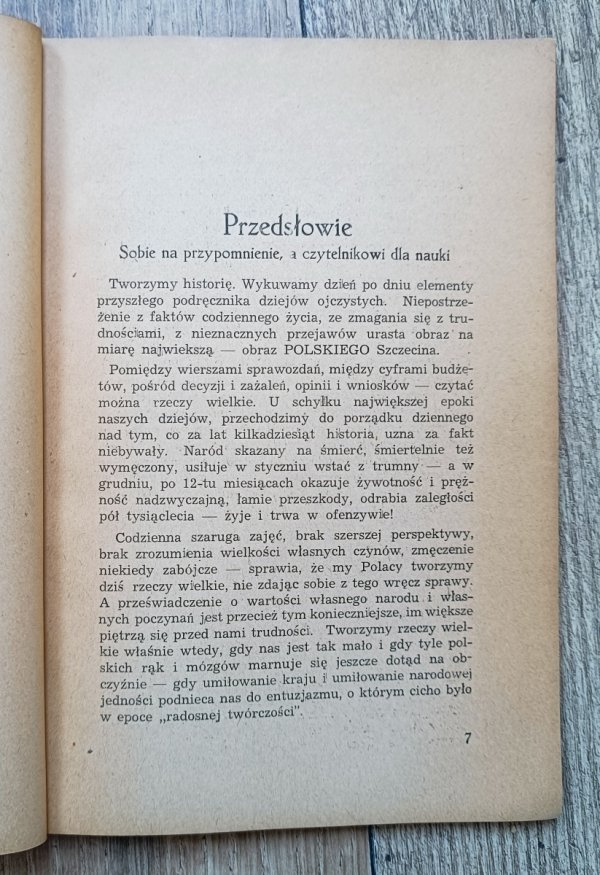 Przedsłowie
Sobie na przypomnienie, a czytelnikowi dla nauki
Tworzymy historię. Wykuwamy dzień po dniu elementy
przyszłego podręcznika dziejów ojczystych. Niepostrze-
żenie z faktów codziennego życia, ze zmagania się z tru-
dnościami, z nieznacznych przejawów urasta obraz na
miarę największą — obraz POLSKIEGO Szczecina.
Pomiędzy wierszami sprawozdań, między cyframi budże-
tów, pośród decyzji i zażaleń, opinii i wniosków — czytać
można rzeczy wielkie. U schyłku największej epoki
naszych dziejów, przechodzimy do porządku dziennego
nad tym, co za lat kilkadziesiąt historia, uzna za fakt
niebywały. Naród skazany na śmierć, śmiertelnie też
wymęczony, usiłuje w styczniu wstać z trumny — a w
grudniu, po 12-tu miesiącach okazuje żywotność i pręż-
ność nadzwyczajną, łamie przeszkody, odrabia zaległości
pół tysiąclecia — żyje i trwa w ofenzywie!
Codzienna szaruga zajęć, brak szerszej perspektywy,
brak zrozumienia wielkości własnych czynów, zmęczenie
niekiedy zabójcze — sprawia, że my Polacy tworzymy
dziś rzeczy wielkie, nie zdając sobie z tego wręcz sprawy.
A przeświadczenie o wartości własnego narodu i włas-
nych poczynań jest przecież tym konieczniejsze, im większe
piętrzą się przed nami trudności. Tworzymy rzeczy wiel-
kie właśnie wtedy, gdy nas jest tak mało i gdy tyle pol-
skich rąk i mózgów marnuje się jeszcze dotąd na ob-
czyźnie — gdy umiłowanie kraju i umiłowanie narodowej
jedności podnieca nas do entuzjazmu, o którym cicho było
w epoce „radosnej twórczości".
7